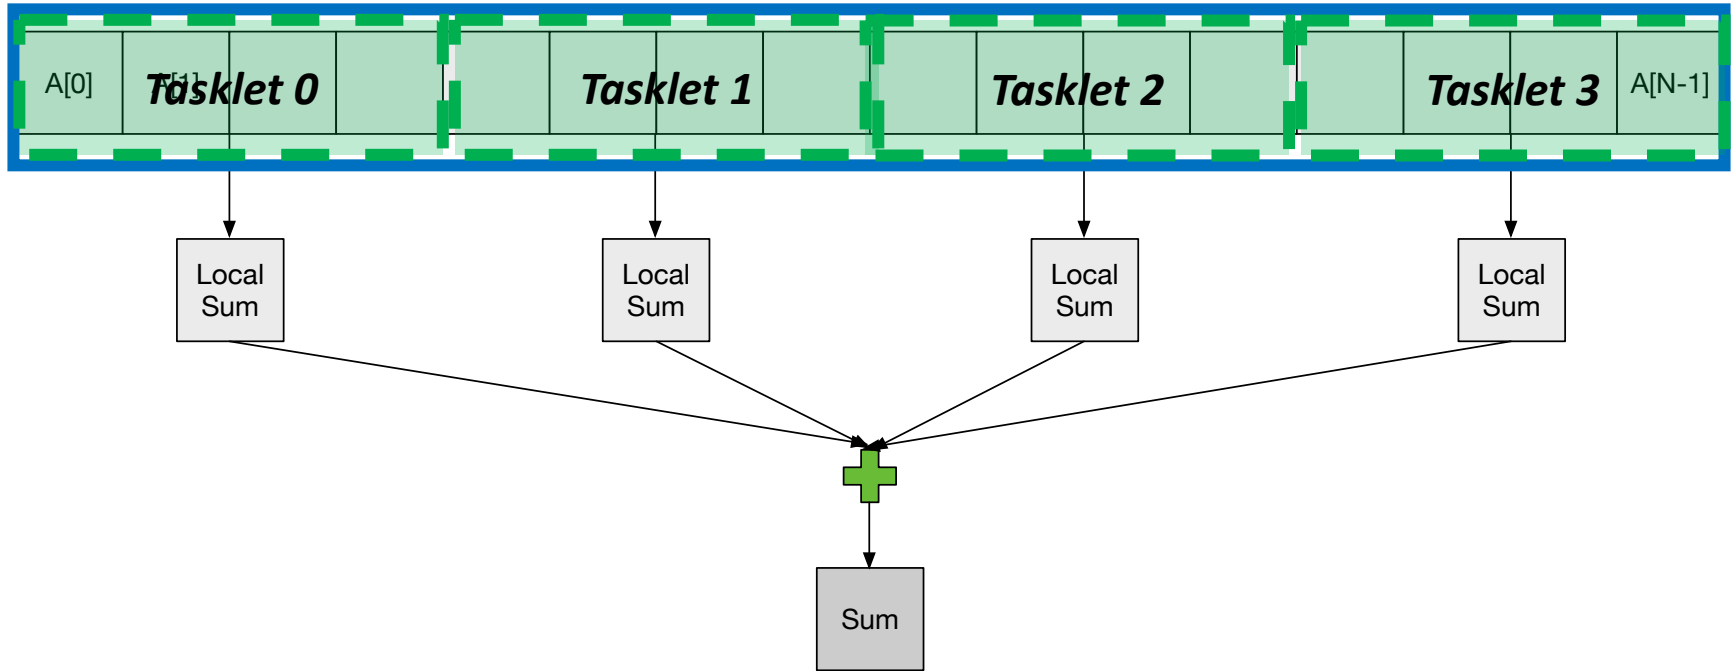 A[0]
A[1]
Tasklet 0
Tasklet 1
Tasklet 2
Tasklet 3
A[N-1]
Local
Sum
Local
Sum
Local
Sum
Local
Sum
Sum